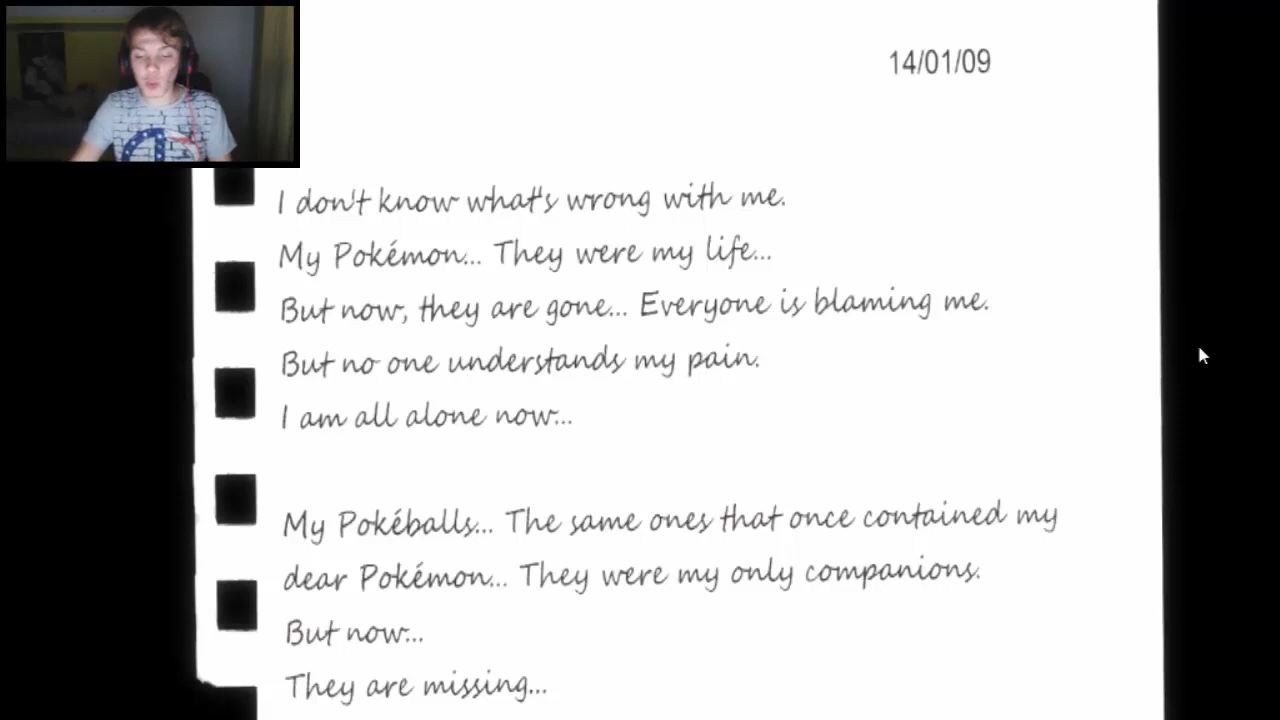 14/01/09
I don't know what's wrong with me.
My Pokémon... They were my life...
But now, they are gone... Everyone is blaming me.
But no one understands my pain.
I am all alone now...
My Pokéballs... The same ones that once contained my
dear Pokémon... They were my only companions.
But now...
They are missing...